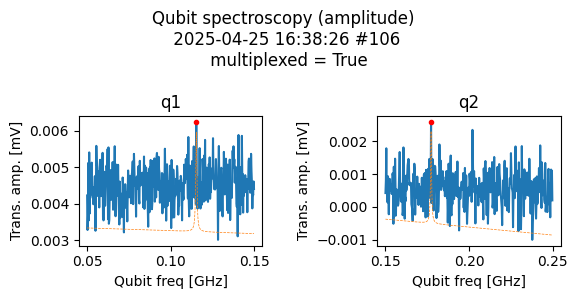 Qubit spectroscopy (amplitude)
2025-04-25 16:38:26 #106
multiplexed = True
q1
q2
Trans. amp. [mV]
0.006
0.005
0.004
0.003
0.05
0.10
0.15
Qubit freq [GHz]
Trans. amp. [mV]
0.002
0.001
0.000
−0.001
0.15
0.20
0.25
Qubit freq [GHz]